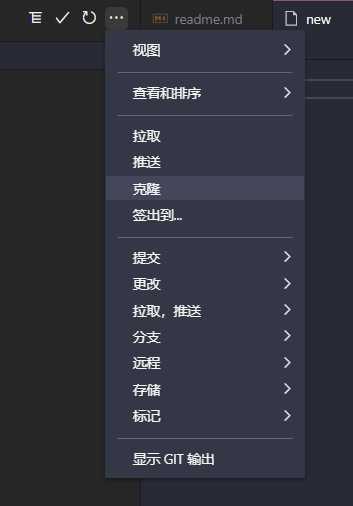 readme.md
new
视图
查看和排序
拉取
推送
克隆
签出到...
提交
更改
拉取，推送
分支
远程
存储
标记
显示 GIT 输出